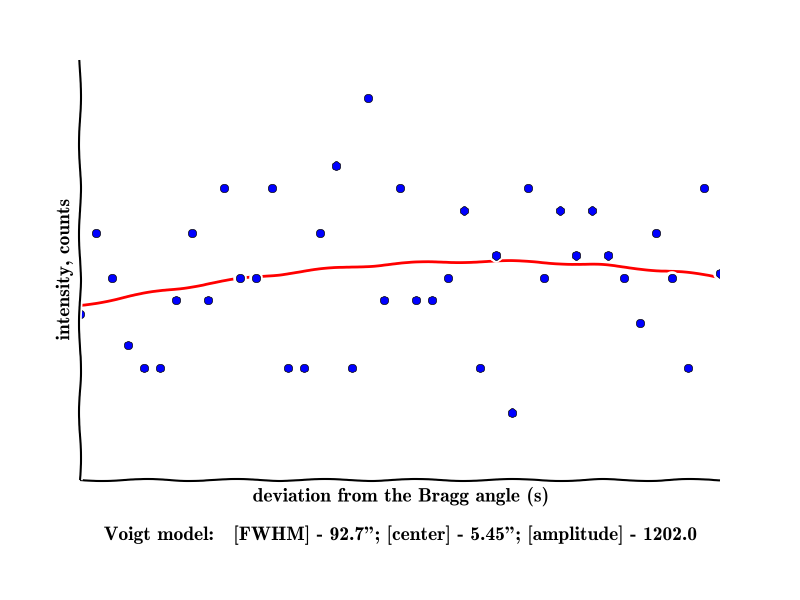 intensity, counts
deviation from the Bragg angle (s)
Voigt model: [FWHM] - 92.7”; [center] - 5.45”; [amplitude] - 1202.0